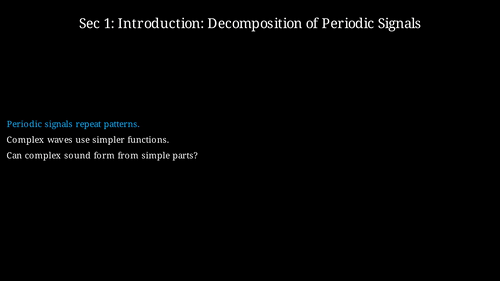 Sec 1: Introduction: Decomposition of Periodic Signals
Periodic signals repeat patterns.
Complex waves use simpler functions.
Can complex sound form from simple parts?